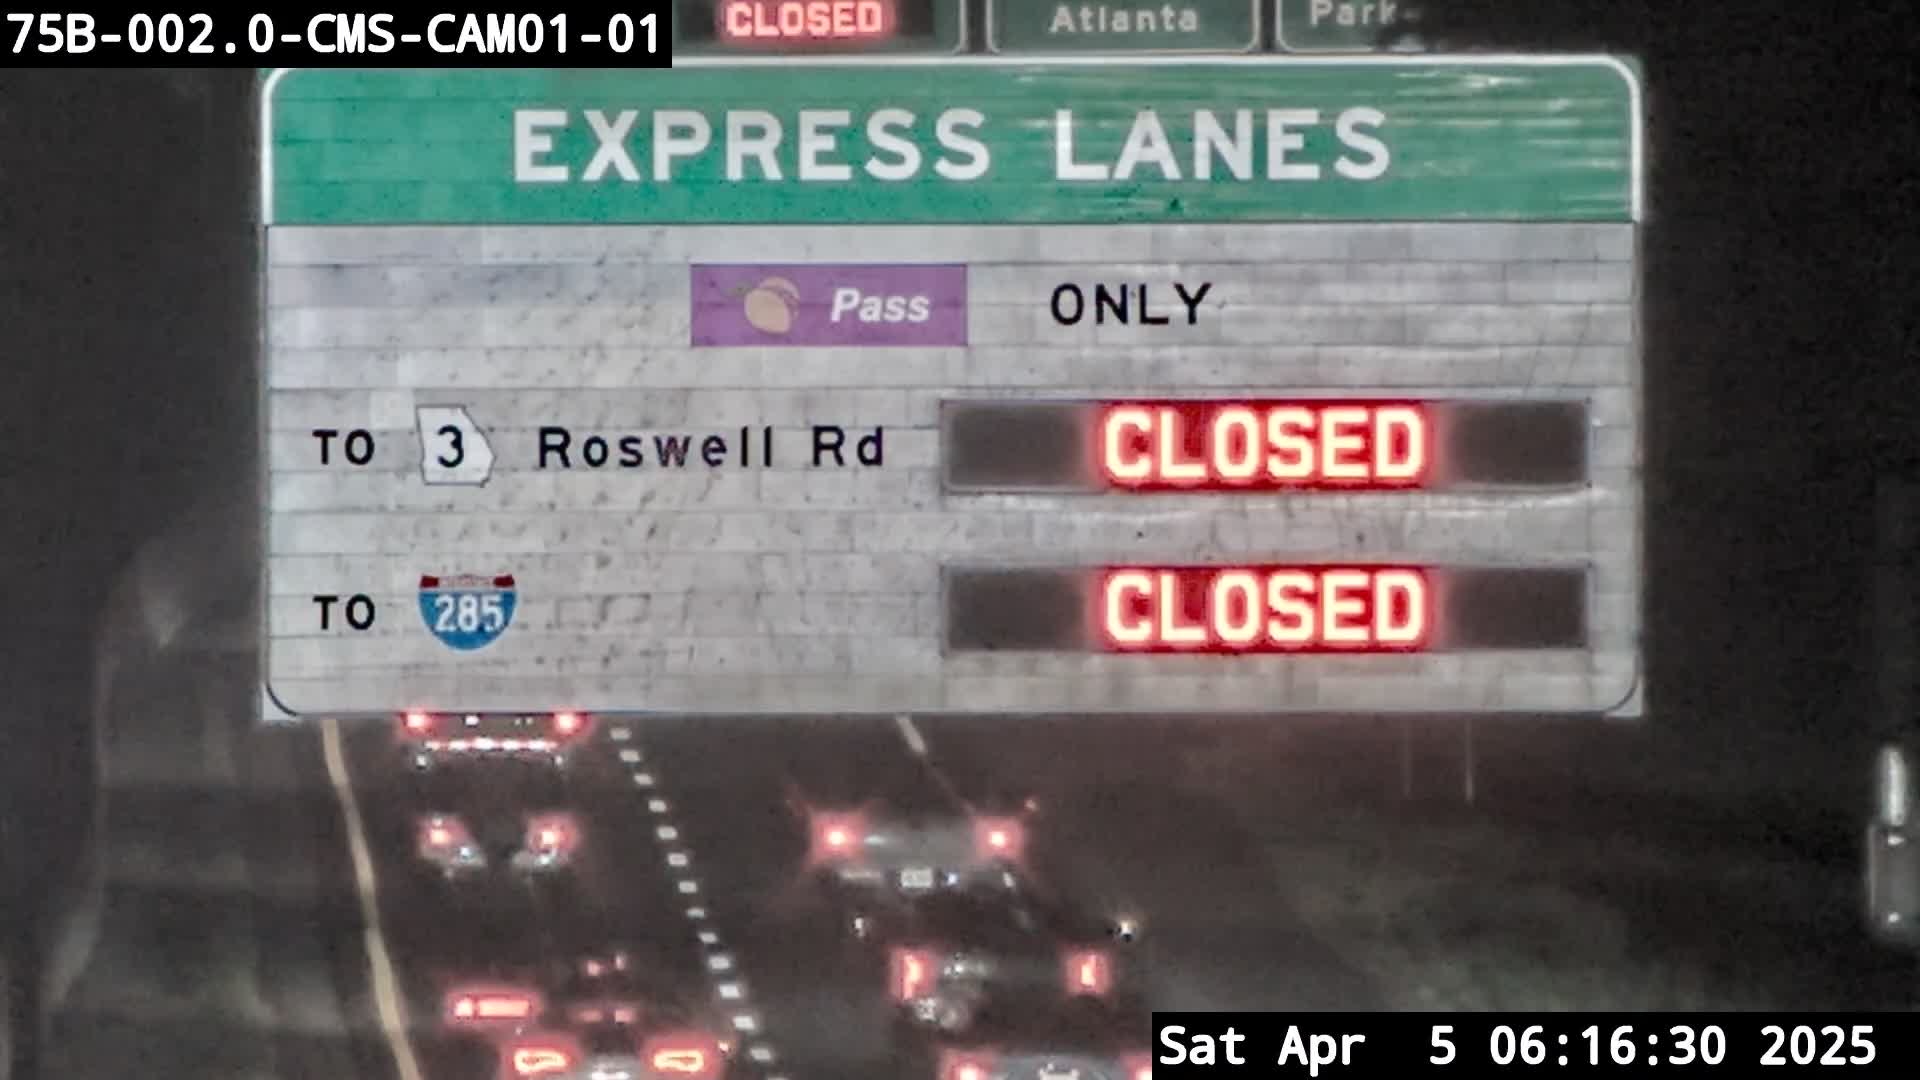 75B-002.0-CMS-CAM01-01
CLOSED
Atlanta
Park
EXPRESS LANES
Pass ONLY
TO 3 Roswell Rd CLOSED
TO 285 CLOSED
Sat Apr  5 06:16:30 2025